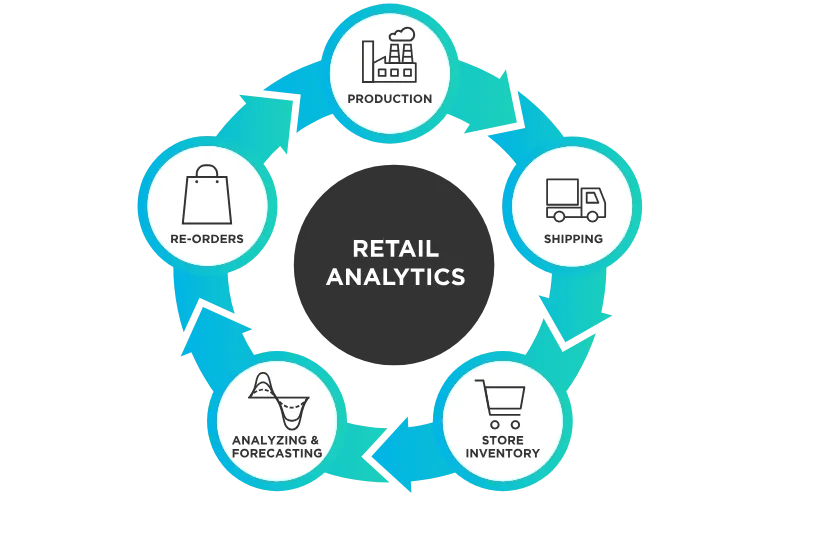 PRODUCTION
SHIPPING
STORE
INVENTORY
ANALYZING &
FORECASTING
RE-ORDERS
RETAIL
ANALYTICS